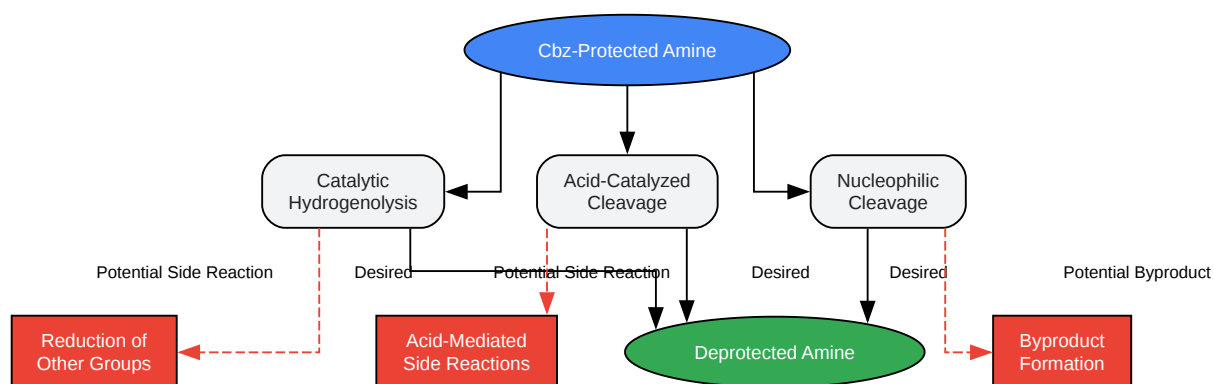 Cbz-Protected Amine
Catalytic
Hydrogenolysis
Acid-Catalyzed
Cleavage
Nucleophilic
Cleavage
Potential Side Reaction
Desired
Potential Side Reaction
Desired
Desired
Potential Byproduct
Reduction of
Other Groups
Acid-Mediated
Side Reactions
Deprotected Amine
Byproduct
Formation